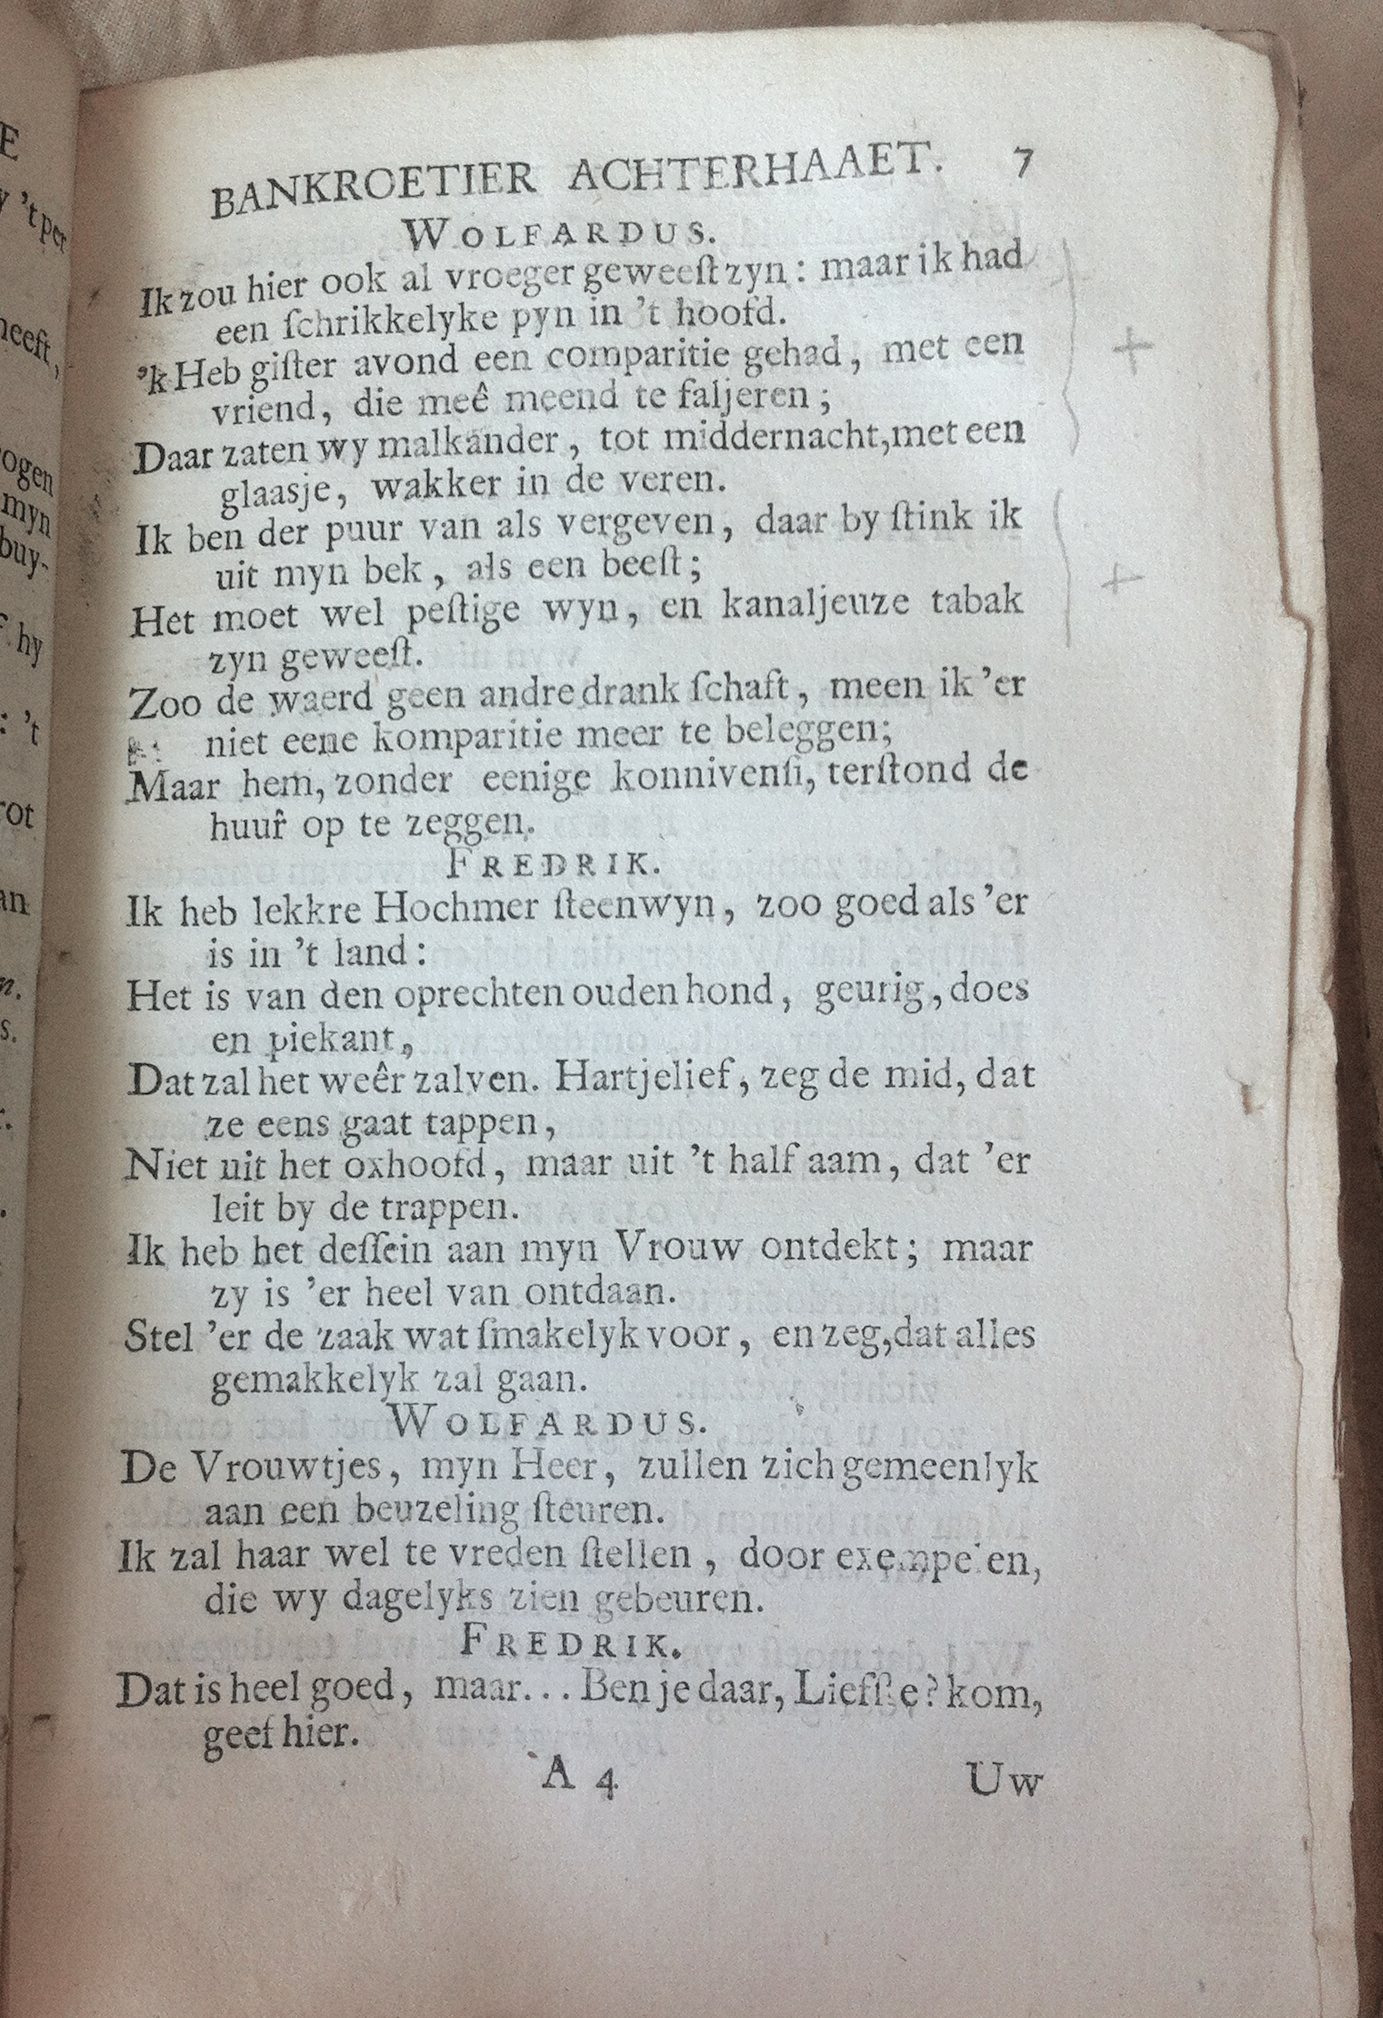 BANKROETIER ACHTERHAAET. 7
WOLFARDUS.
Ik zou hier ook al vroeger geweeſt zyn: maar ik had
een ſchrikkelyke pyn in 't hoofd.
'k Heb giſter avond een comparitie gehad, met een
vriend, die meê meend te faljeren;
Daar zaten wy malkander, tot middernacht, met een
glaasje, wakker in de veren.
Ik ben der puur van als vergeven, daar by ſtink ik
uit myn bek, als een beeſt;
Het moet wel peſtige wyn, en kanaljeuze tabak
zyn geweeſt.
Zoo de waerd geen andre drank ſchaft, meen ik 'er
niet eene komparitie meer te beleggen;
Maar hem, zonder eenige konnivenſi, terſtond de
huur̂ op te zeggen.
FREDRIK.
Ik heb lekkre Hochmer ſteenwyn, zoo goed als 'er
is in 't land:
Het is van den oprechten ouden hond, geurig, does
en piekant,
Dat zal het weêr zalven. Hartjelief, zeg de mid, dat
ze eens gaat tappen,
Niet uit het oxhoofd, maar uit 't half aam, dat 'er
leit by de trappen.
Ik heb het deſſein aan myn Vrouw ontdekt; maar
zy is 'er heel van ontdaan.
Stel 'er de zaak wat ſmakelyk voor, en zeg, dat alles
gemakkelyk zal gaan.
WOLFARDUS.
De Vrouwtjes, myn Heer, zullen zich gemeenlyk
aan een beuzeling ſteuren.
Ik zal haar wel te vreden ſtellen, door exempelen,
die wy dagelyks zien gebeuren.
FREDRIK.
Dat is heel goed, maar... Ben je daar, Liefſte? kom,
geef hier.
A 4 Uw
E
't per
heeft,
ogen
myn
buy-
hy
: 't
rot
an
n.
s.